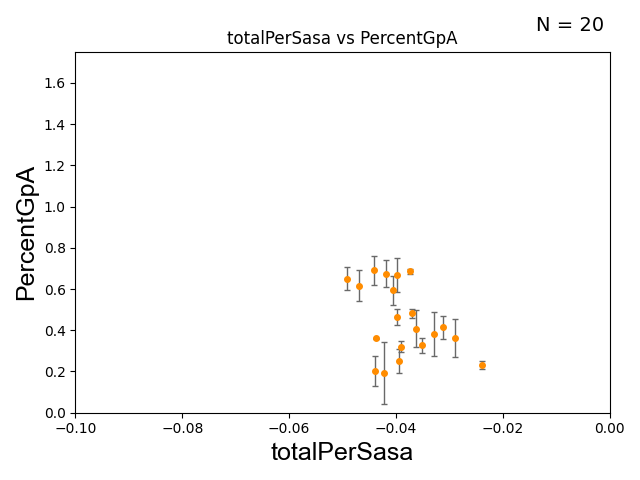 N = 20
totalPerSasa vs PercentGpA
PercentGpA
1.6
1.4
1.2
1.0
0.8
0.6
0.4
0.2
0.0
−0.10 −0.08 −0.06 −0.04 −0.02 0.00
totalPerSasa